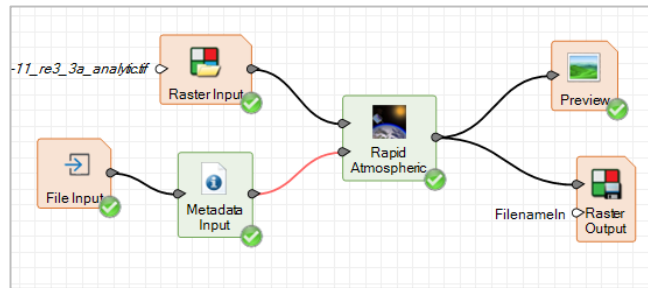 -11_re3_3a_analytic.tif
Raster Input
Preview
Rapid
Atmospheric
File Input
Metadata
Input
FilenameIn
Raster
Output